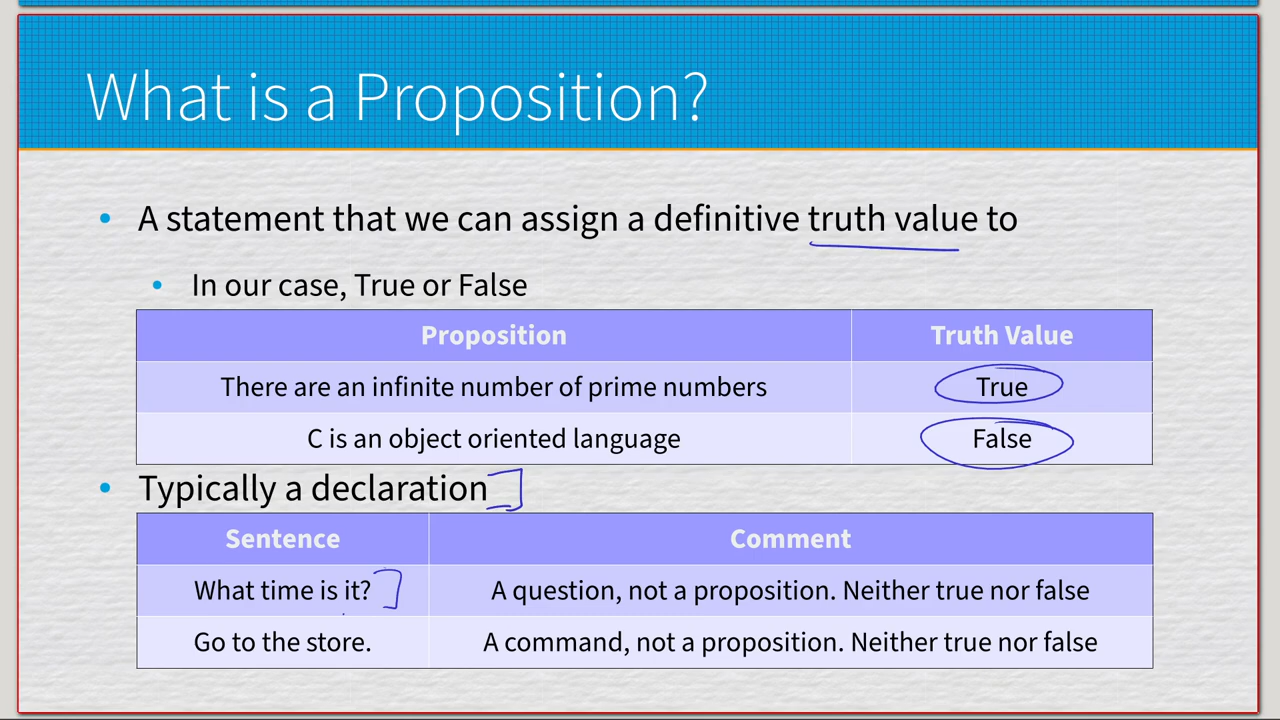 What is a Proposition?
• A statement that we can assign a definitive truth value to
• In our case, True or False
Proposition Truth Value
There are an infinite number of prime numbers True
C is an object oriented language False
• Typically a declaration
Sentence Comment
What time is it? A question, not a proposition. Neither true nor false
Go to the store. A command, not a proposition. Neither true nor false